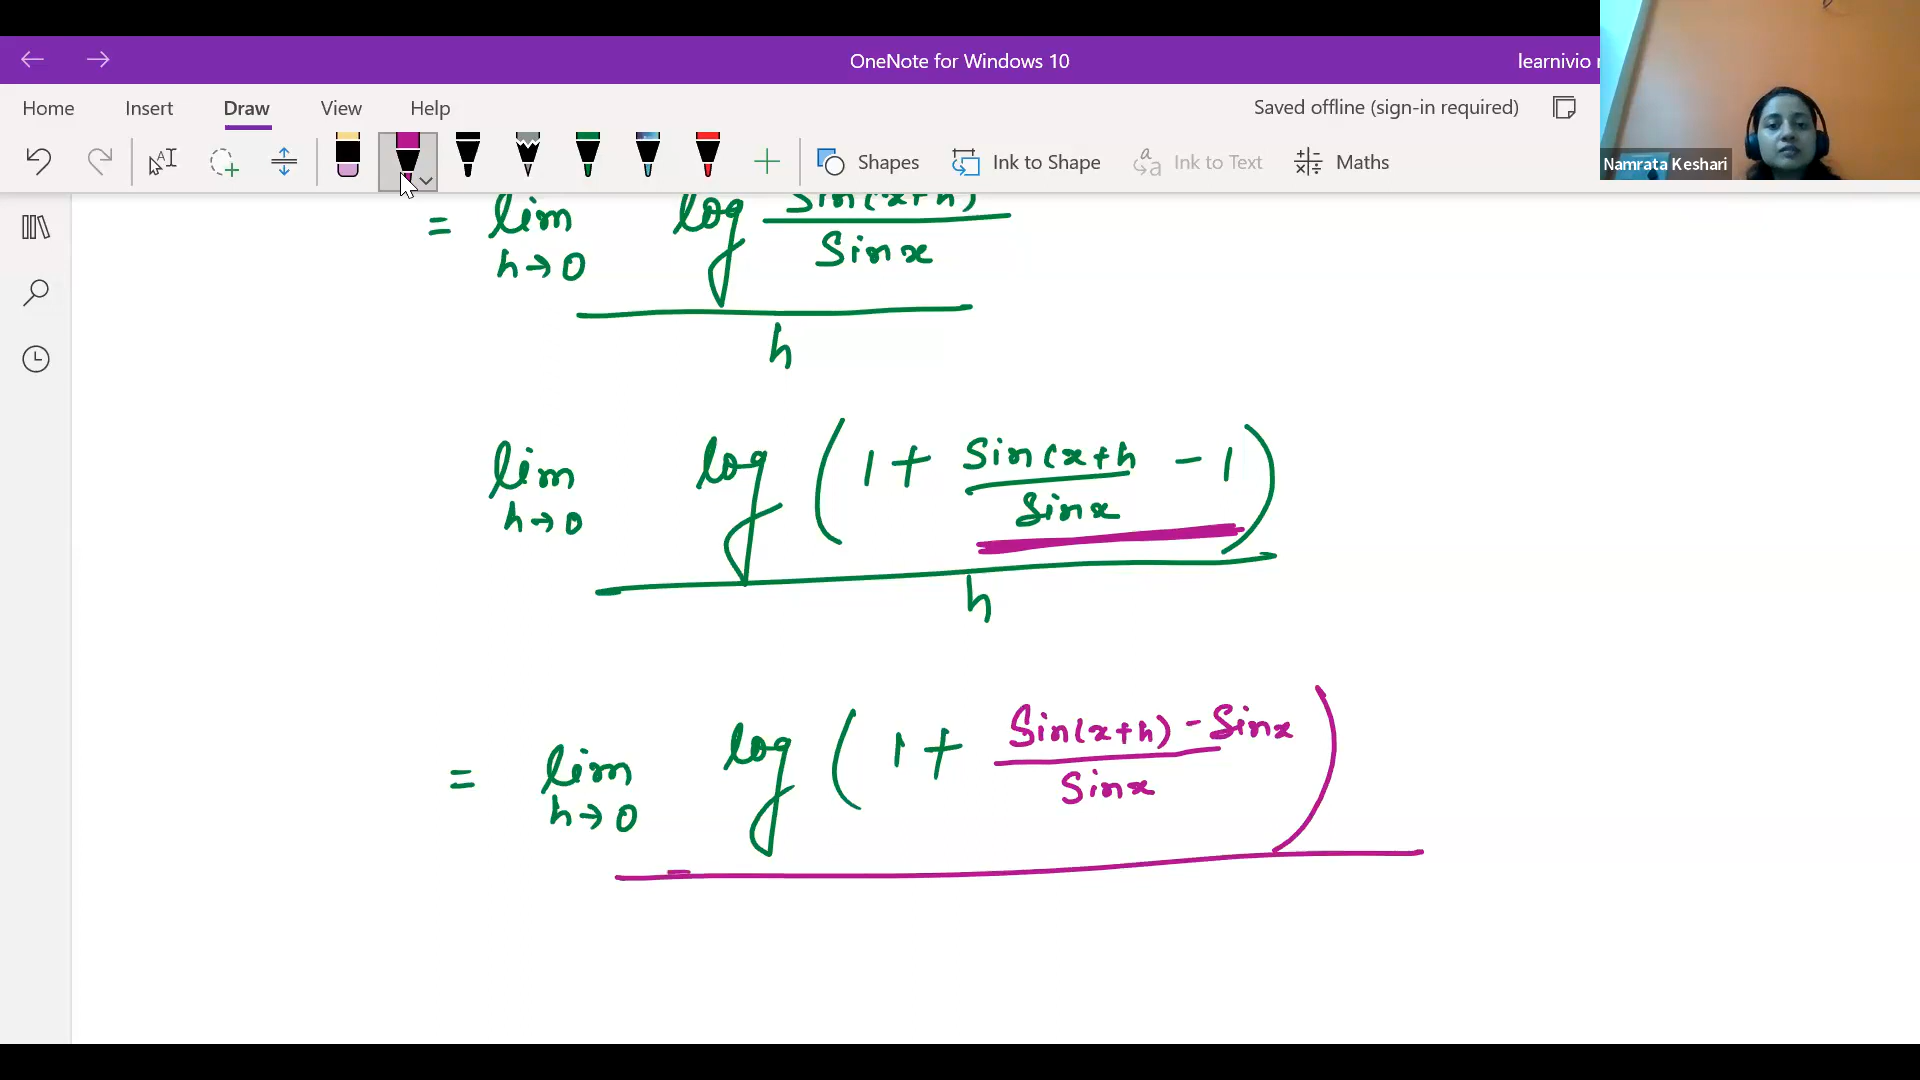 OneNote for Windows 10
learnivio
Home Insert Draw View Help
Saved offline (sign-in required)
Shapes Ink to Shape Ink to Text Maths
Namrata Keshari
= lim log Sin(x+h)
h→0 Sinx
h
lim log (1 + Sin(x+h - 1)
h→0 Sinx
h
= lim log (1 + Sin(x+h) - Sinx)
h→0 Sinx